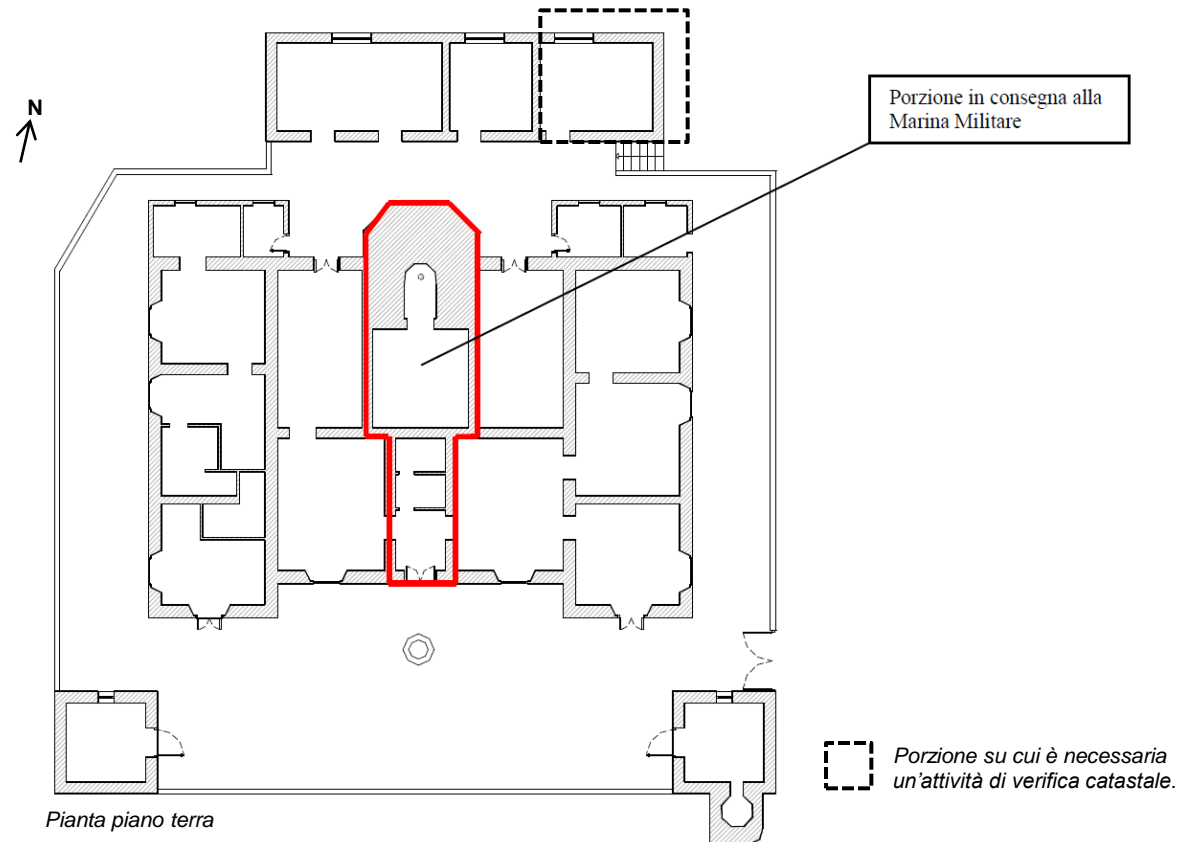 N
Porzione in consegna alla
Marina Militare
Porzione su cui è necessaria
un'attività di verifica catastale.
Pianta piano terra